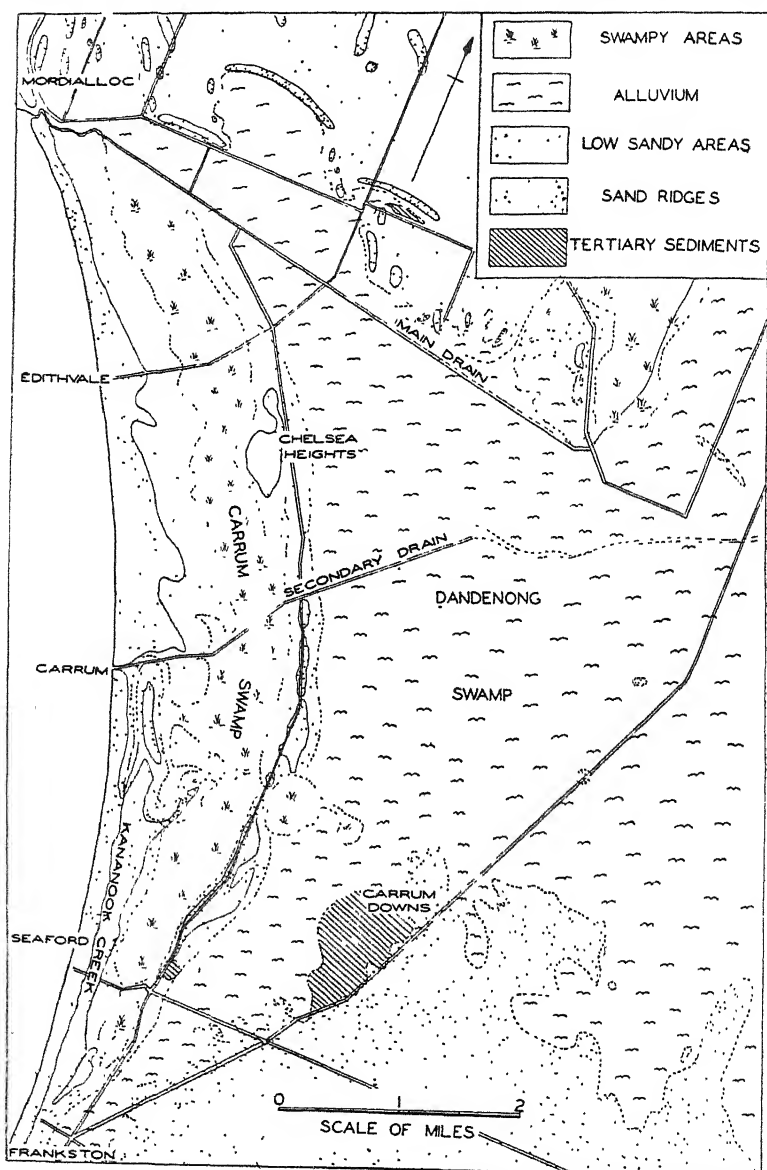 SWAMPY AREAS
ALLUVIUM
LOW SANDY AREAS
SAND RIDGES
TERTIARY SEDIMENTS
MORDIALLOC
MAIN DRAIN
EDITHVALE
CHELSEA
HEIGHTS
CARRUM
SWAMP
SECONDARY DRAIN
DANDENONG
SWAMP
CARRUM
KANANOOK CREEK
CARRUM
DOWNS
SEAFORD
0 1 2
SCALE OF MILES
FRANKSTON